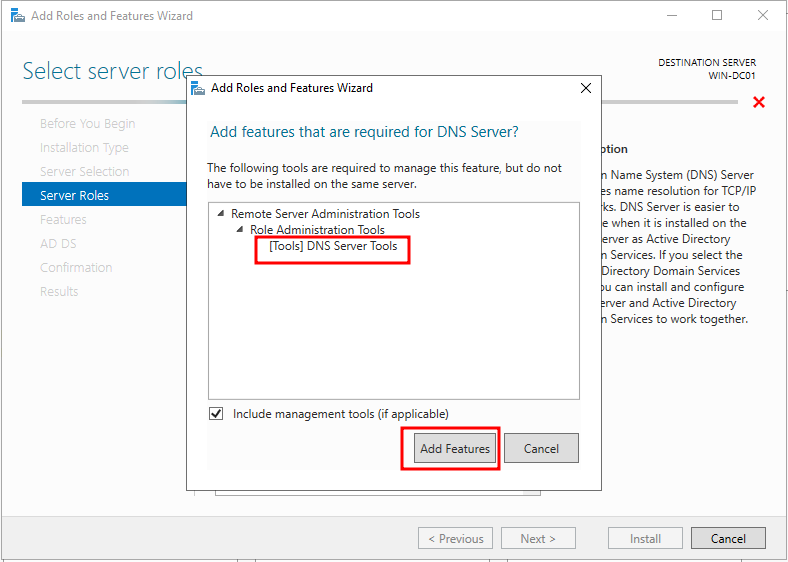 Add Roles and Features Wizard
Select server roles
DESTINATION SERVER
WIN-DC01
Before You Begin
Installation Type
Server Selection
Server Roles
Features
AD DS
Confirmation
Results
Add Roles and Features Wizard
Add features that are required for DNS Server?
The following tools are required to manage this feature, but do not
have to be installed on the same server.
Remote Server Administration Tools
Role Administration Tools
[Tools] DNS Server Tools
Include management tools (if applicable)
Add Features
Cancel
Name System (DNS) Server
name resolution for TCP/IP
DNS Server is easier to
when it is installed on the
server as Active Directory
Services. If you select the
Directory Domain Services
can install and configure
and Active Directory
Services to work together.
< Previous
Next >
Install
Cancel